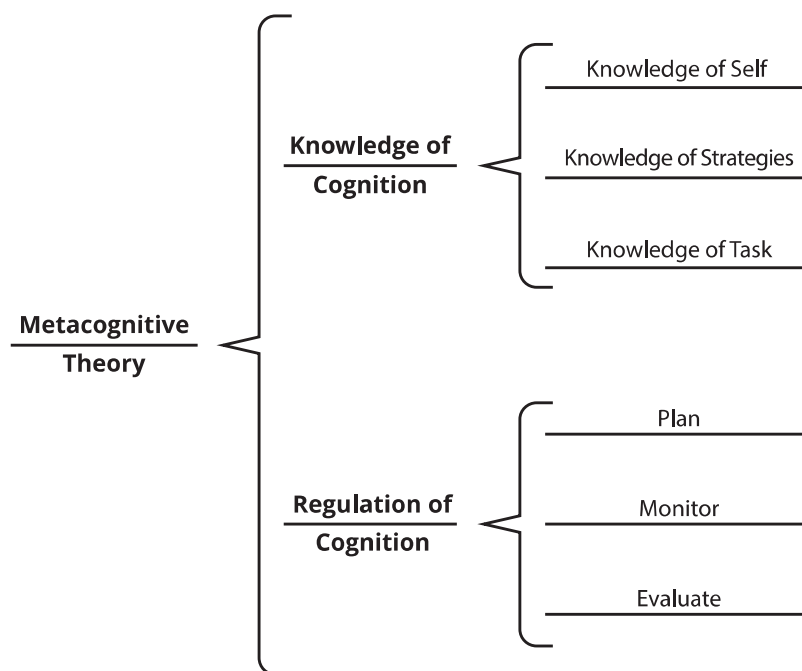 Metacognitive
Theory
Knowledge of
Cognition
Knowledge of Self
Knowledge of Strategies
Knowledge of Task
Regulation of
Cognition
Plan
Monitor
Evaluate